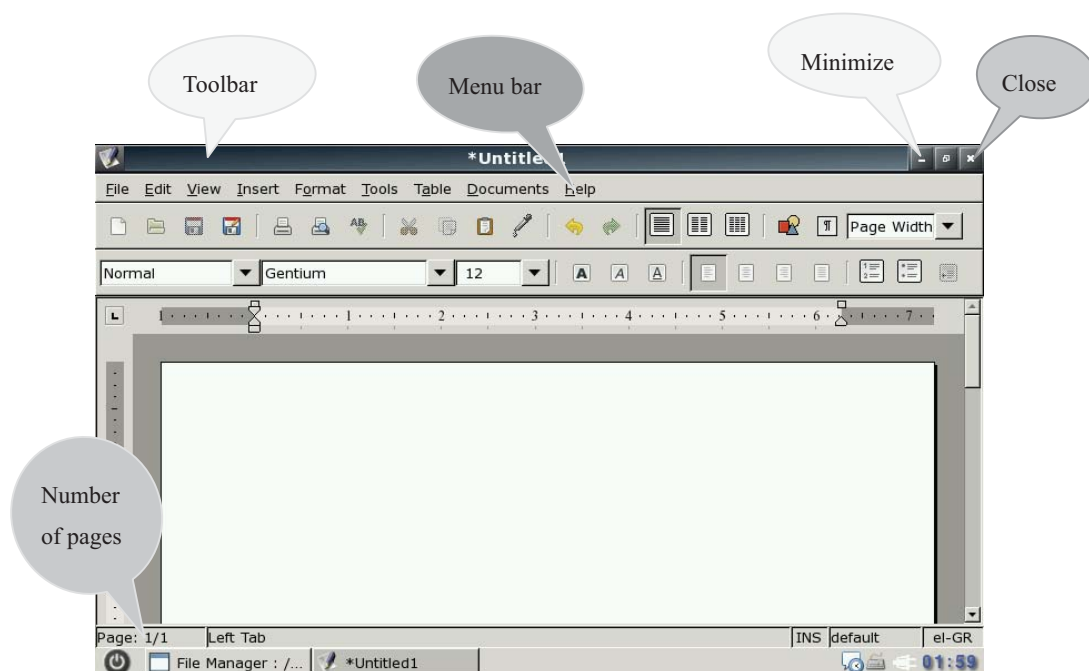 Toolbar
Menu bar
Minimize
Close
*Untitled1
File Edit View Insert Format Tools Table Documents Help
Page Width
Normal Gentium 12
1 2 3 4 5 6 7
Number
of pages
Page: 1/1 Left Tab INS default el-GR
File Manager : /... *Untitled1 01:59